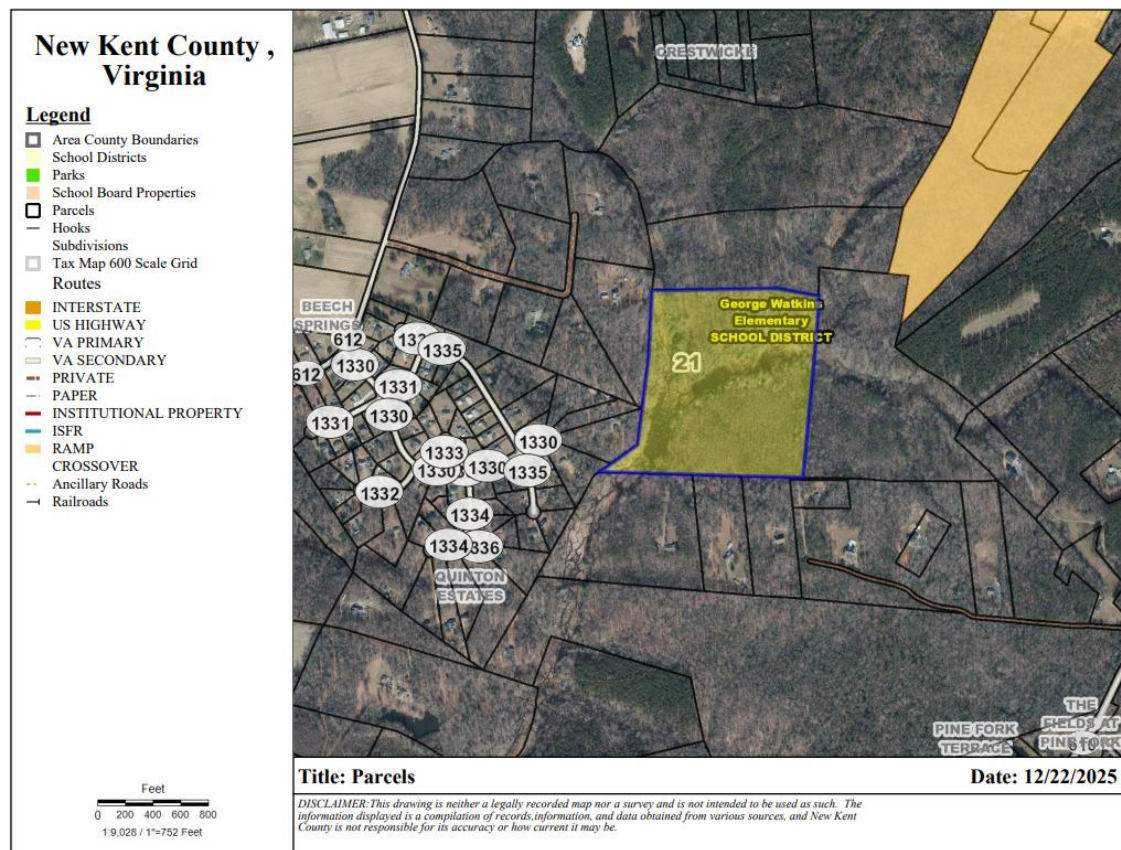 New Kent County ,
Virginia
Legend
Area County Boundaries
School Districts
Parks
School Board Properties
Parcels
Hooks
Subdivisions
Tax Map 600 Scale Grid
Routes
INTERSTATE
US HIGHWAY
VA PRIMARY
VA SECONDARY
PRIVATE
PAPER
INSTITUTIONAL PROPERTY
ISFR
RAMP
CROSSOVER
Ancillary Roads
Railroads
Feet
0 200 400 600 800
1:9,028 / 1"=752 Feet
CRESTWICKE
BEECH
SPRINGS
George Watkins
Elementary
SCHOOL DISTRICT
21
612
1335
612
1330
1331
1331
1330
1330
1333
1330
1330
1335
1332
1334
1334
336
QUINTON
ESTATES
PINE FORK
TERRACE
THE
FIELDS AT
PINE FORK
610
Title: Parcels
Date: 12/22/2025
DISCLAIMER:This drawing is neither a legally recorded map nor a survey and is not intended to be used as such. The
information displayed is a compilation of records,information, and data obtained from various sources, and New Kent
County is not responsible for its accuracy or how current it may be.